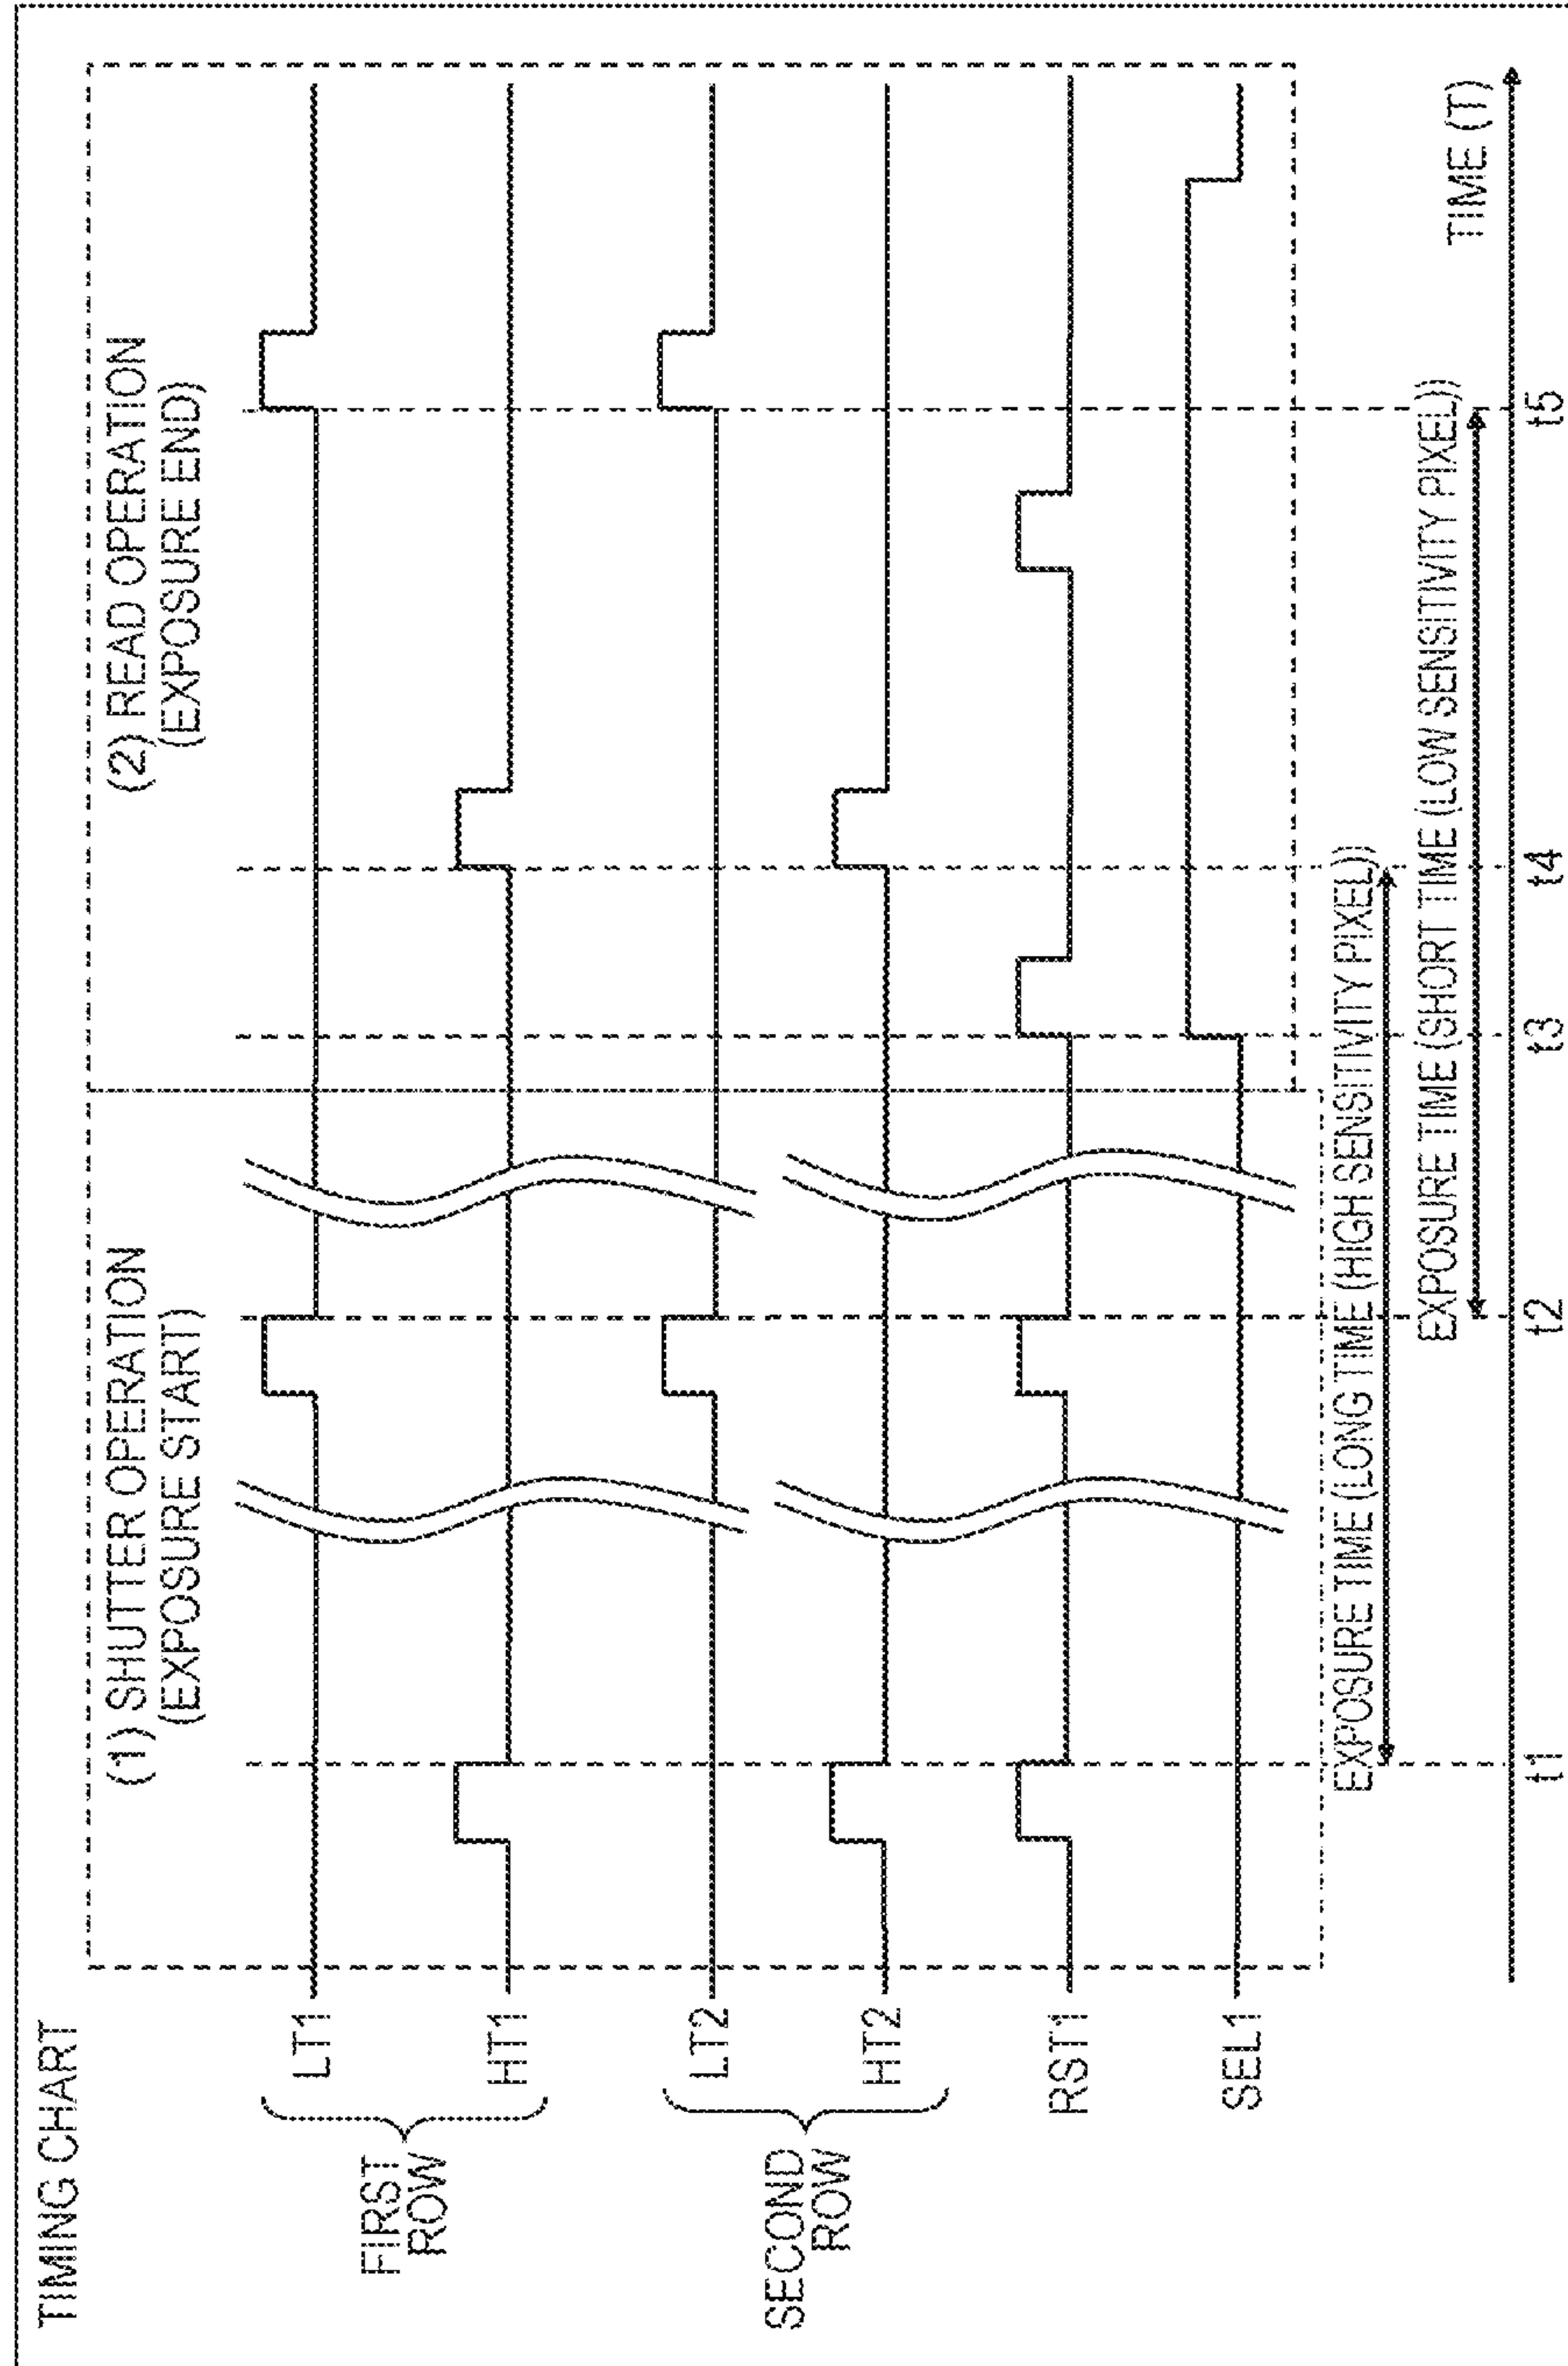 TIMING CHART
(1) SHUTTER OPERATION
(EXPOSURE START)
(2) READ OPERATION
(EXPOSURE END)
FIRST
ROW
LT1
HT1
SECOND
ROW
LT2
HT2
RST1
SEL1
EXPOSURE TIME (LONG TIME (HIGH SENSITIVITY PIXEL))
EXPOSURE TIME (SHORT TIME (LOW SENSITIVITY PIXEL))
TIME (T)
t1
t2
t3
t4
t5